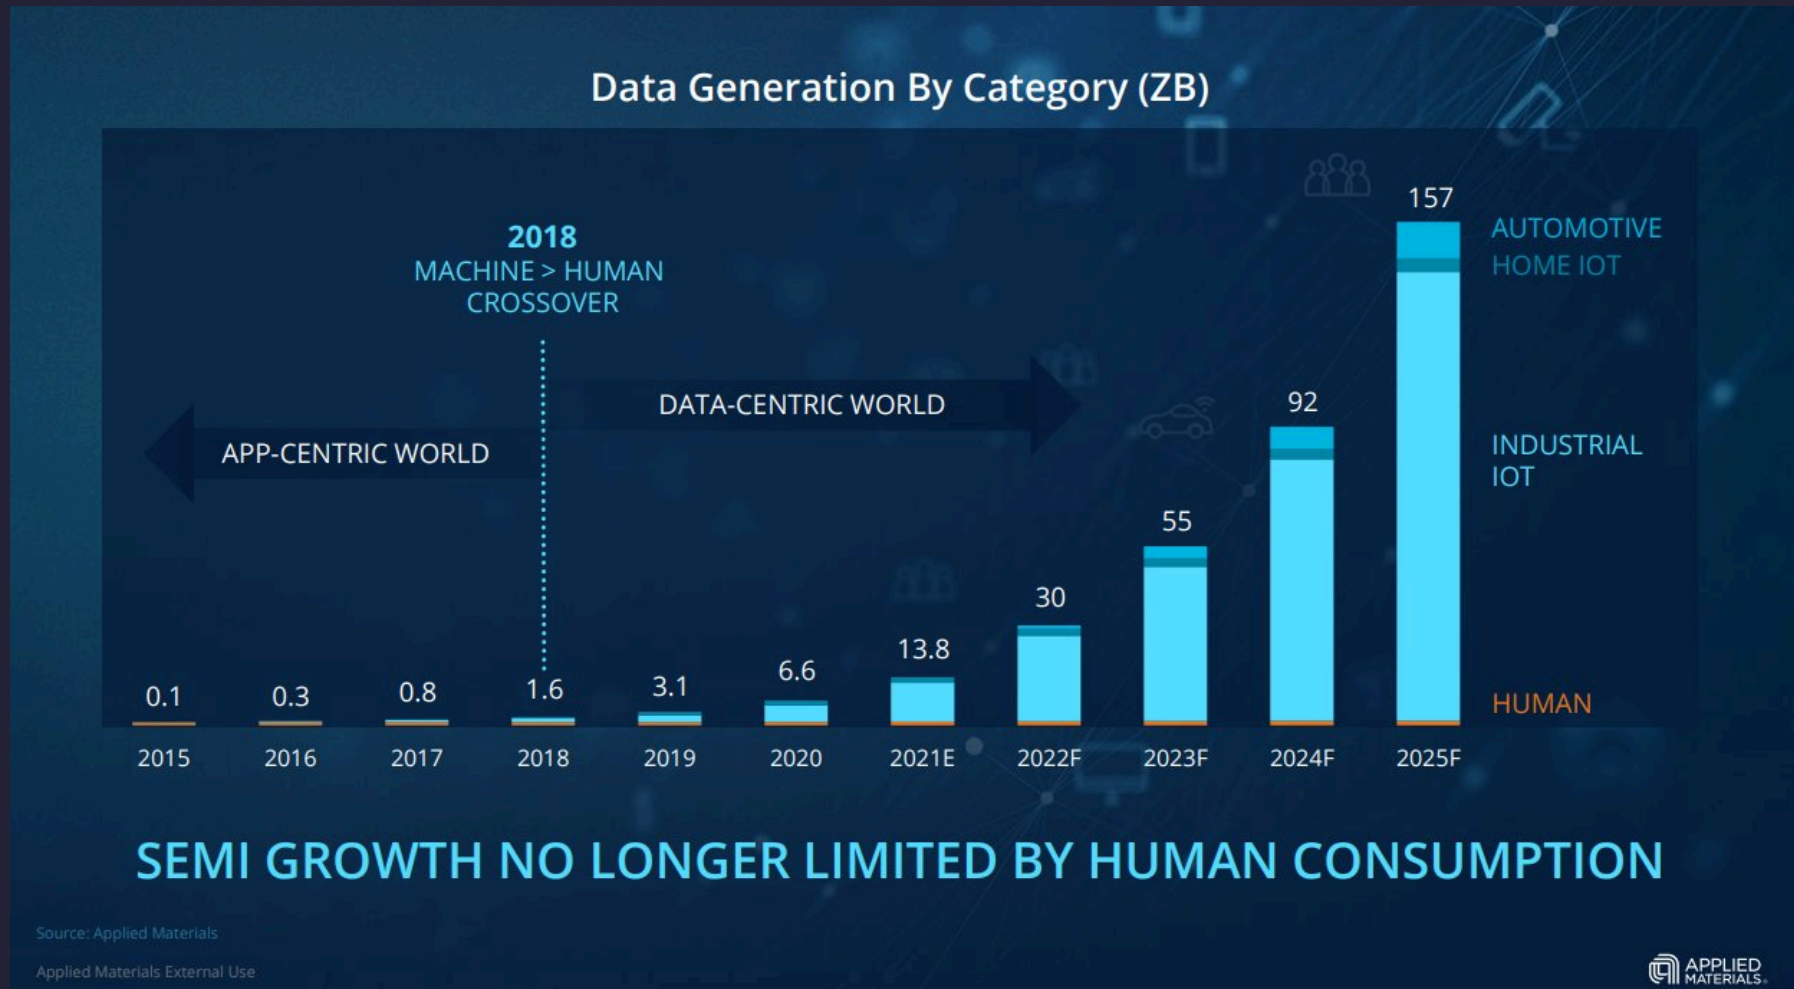 Data Generation By Category (ZB)
2018
MACHINE > HUMAN
CROSSOVER
APP-CENTRIC WORLD
DATA-CENTRIC WORLD
0.1
0.3
0.8
1.6
3.1
6.6
13.8
30
55
92
157
AUTOMOTIVE
HOME IOT
INDUSTRIAL
IOT
HUMAN
2015
2016
2017
2018
2019
2020
2021E
2022F
2023F
2024F
2025F
SEMI GROWTH NO LONGER LIMITED BY HUMAN CONSUMPTION
Source: Applied Materials
Applied Materials External Use
APPLIED
MATERIALS®